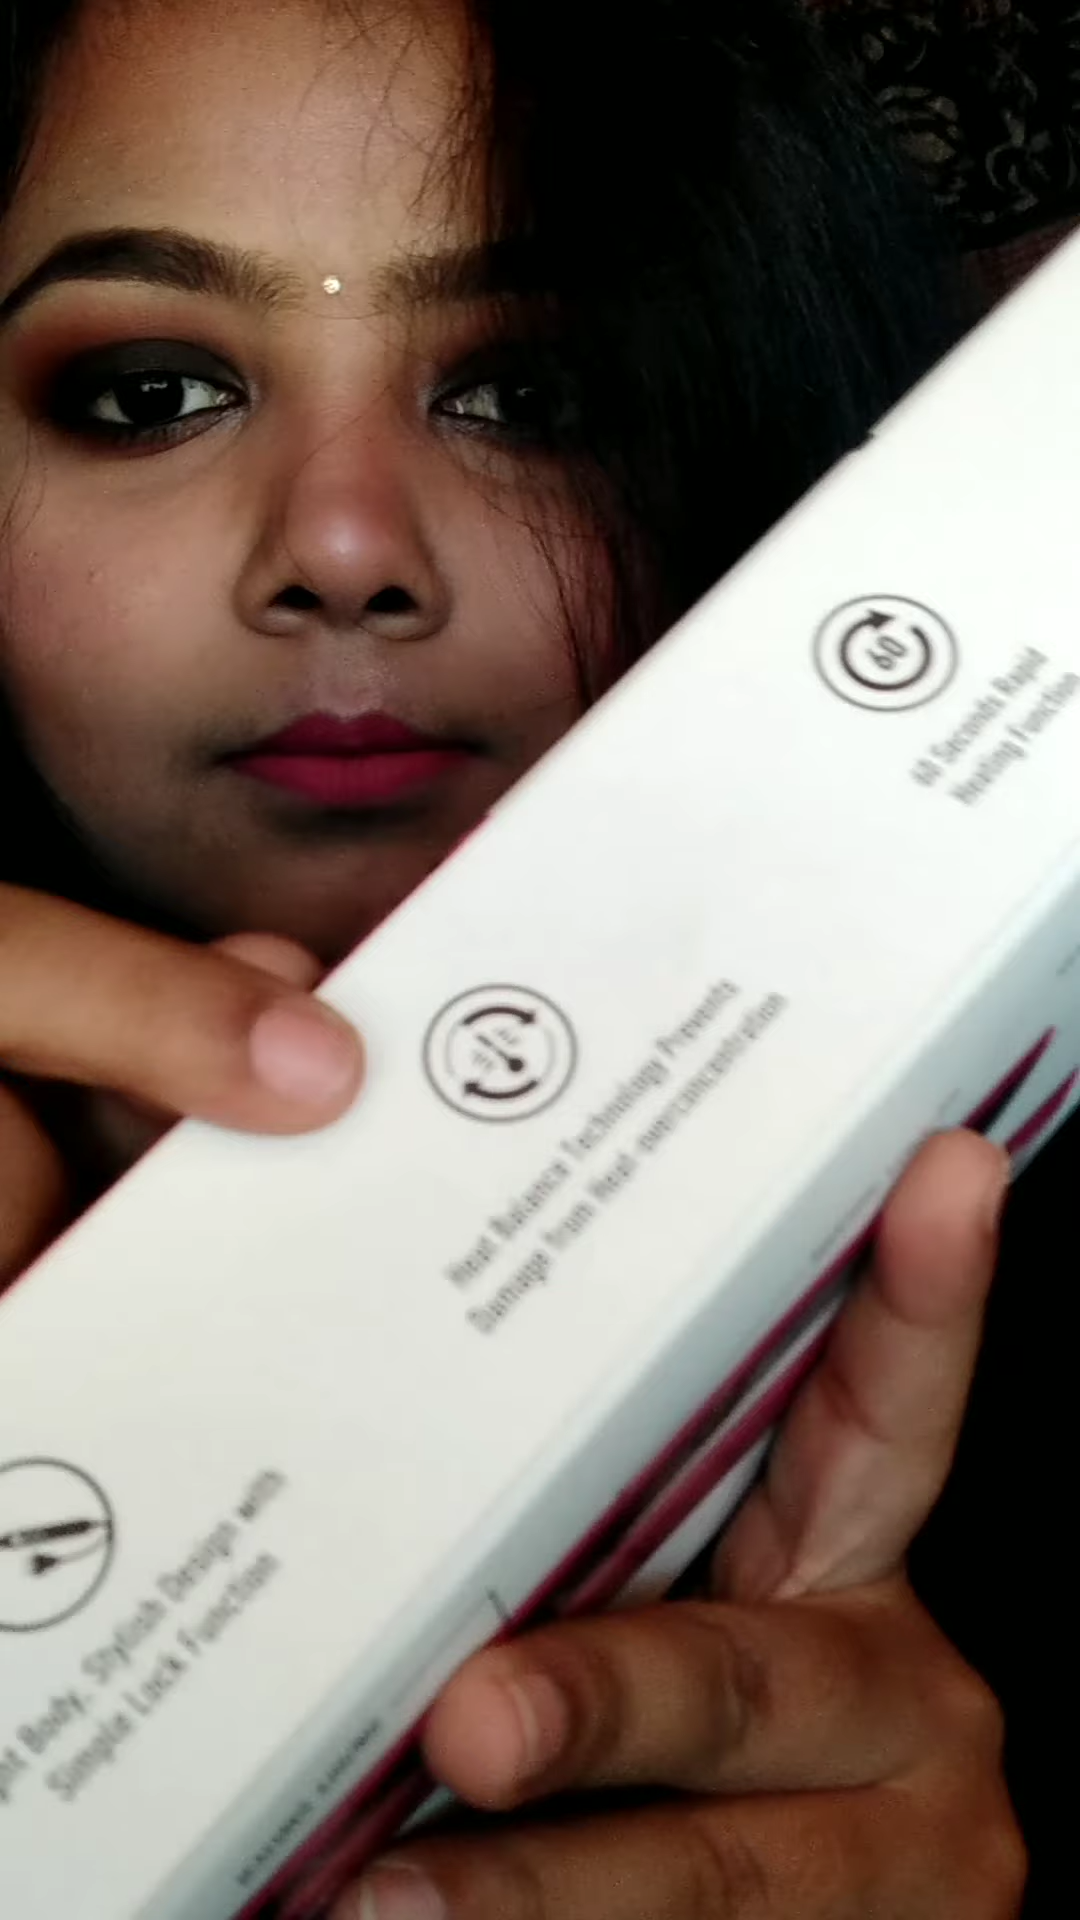 60
60 Seconds Rapid
Heating Function
Heat Balance Technology Prevents
Damage from Heat-overconcentration
Body, Stylish Design with
Simple Lock Function